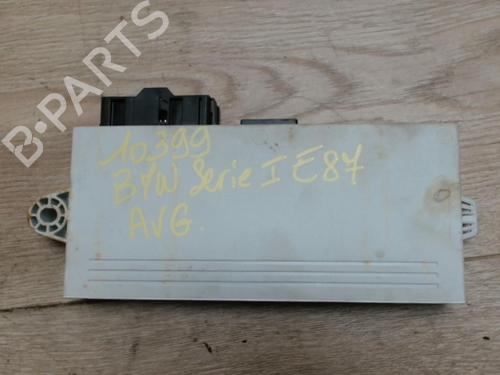 B-PARTS
10399
BMW Serie I E87
AVG.